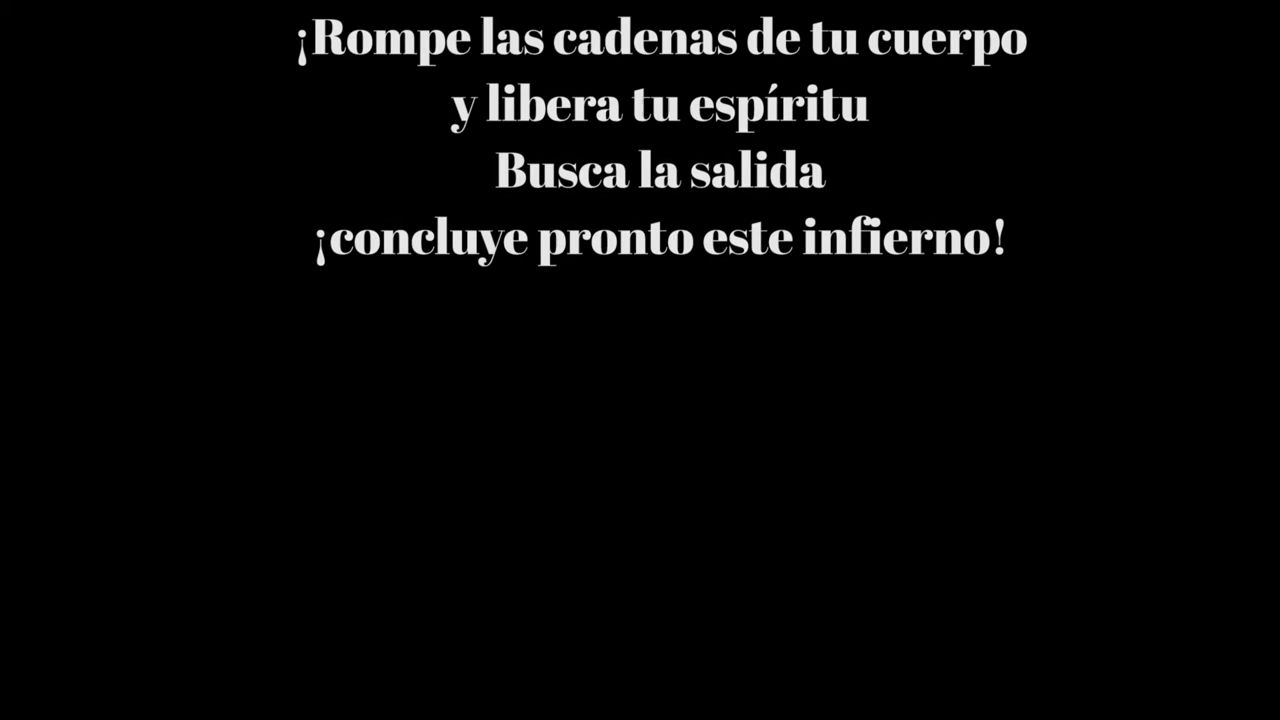 ¡Rompe las cadenas de tu cuerpo
y libera tu espíritu
Busca la salida
¡concluye pronto este infierno!